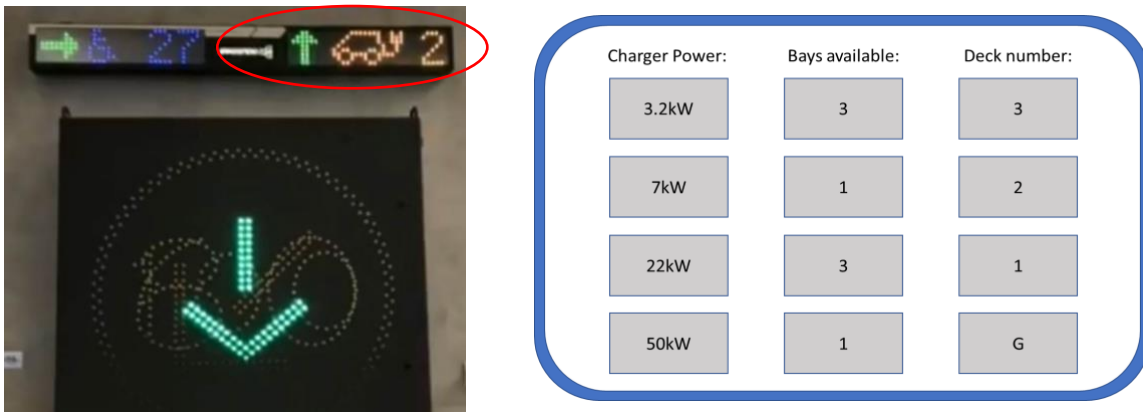 27 2
Charger Power: Bays available: Deck number:
3.2kW 3 3
7kW 1 2
22kW 3 1
50kW 1 G